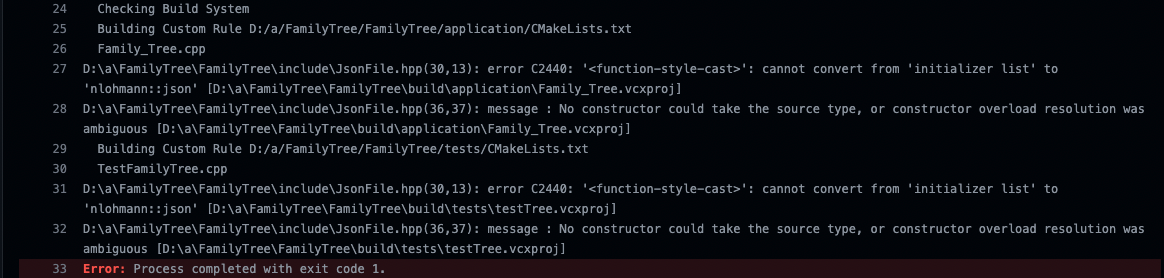 24 Checking Build System
25 Building Custom Rule D:/a/FamilyTree/FamilyTree/application/CMakeLists.txt
26 Family_Tree.cpp
27 D:\a\FamilyTree\FamilyTree\include\JsonFile.hpp(30,13): error C2440: '<function-style-cast>': cannot convert from 'initializer list' to
'nlohmann::json' [D:\a\FamilyTree\FamilyTree\build\application\Family_Tree.vcxproj]
28 D:\a\FamilyTree\FamilyTree\include\JsonFile.hpp(36,37): message : No constructor could take the source type, or constructor overload resolution was
ambiguous [D:\a\FamilyTree\FamilyTree\build\application\Family_Tree.vcxproj]
29 Building Custom Rule D:/a/FamilyTree/FamilyTree/tests/CMakeLists.txt
30 TestFamilyTree.cpp
31 D:\a\FamilyTree\FamilyTree\include\JsonFile.hpp(30,13): error C2440: '<function-style-cast>': cannot convert from 'initializer list' to
'nlohmann::json' [D:\a\FamilyTree\FamilyTree\build\tests\testTree.vcxproj]
32 D:\a\FamilyTree\FamilyTree\include\JsonFile.hpp(36,37): message : No constructor could take the source type, or constructor overload resolution was
ambiguous [D:\a\FamilyTree\FamilyTree\build\tests\testTree.vcxproj]
33 Error: Process completed with exit code 1.